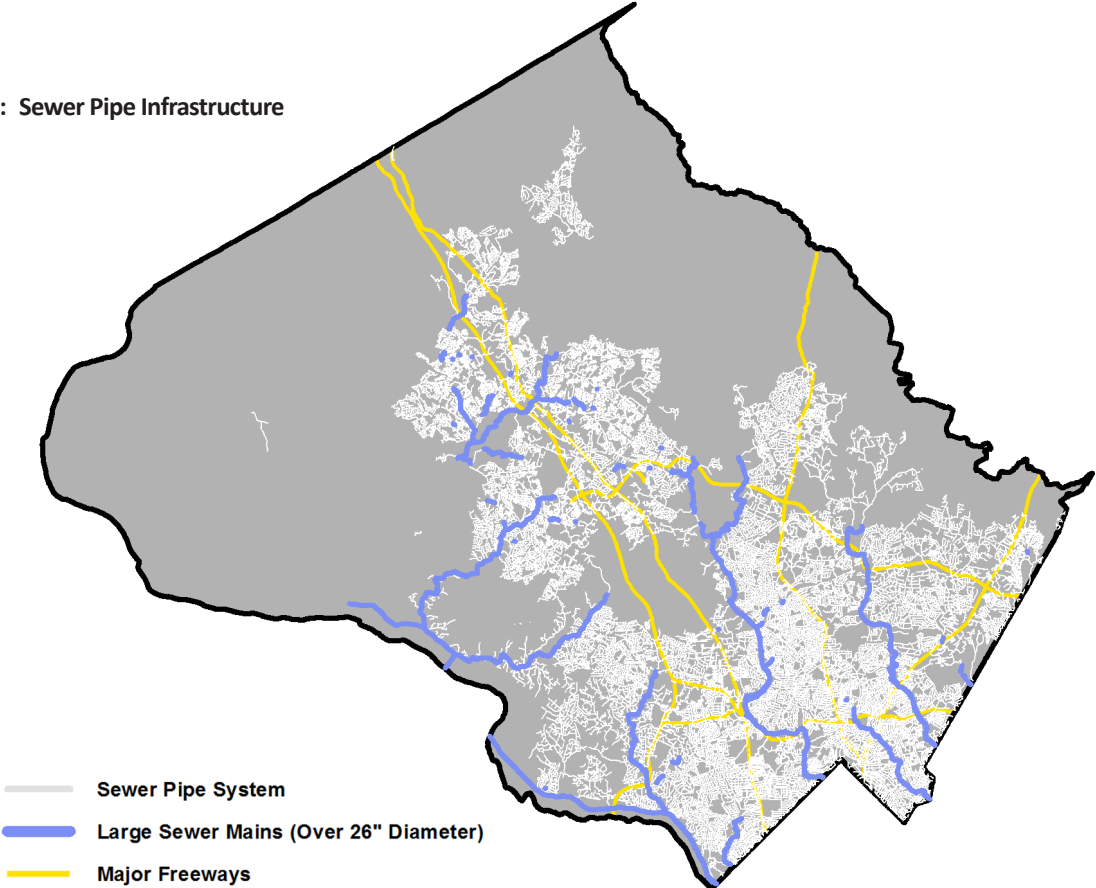 : Sewer Pipe Infrastructure
Sewer Pipe System
Large Sewer Mains (Over 26" Diameter)
Major Freeways